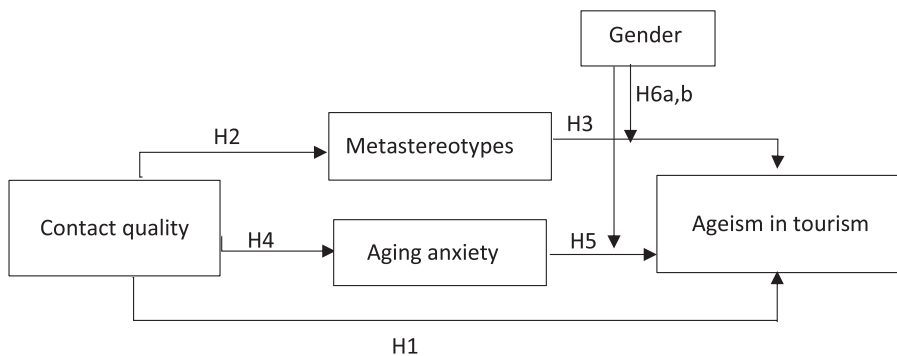 Gender
H6a,b
H3
H2
Metastereotypes
Contact quality
Ageism in tourism
H4
Aging anxiety
H5
H1